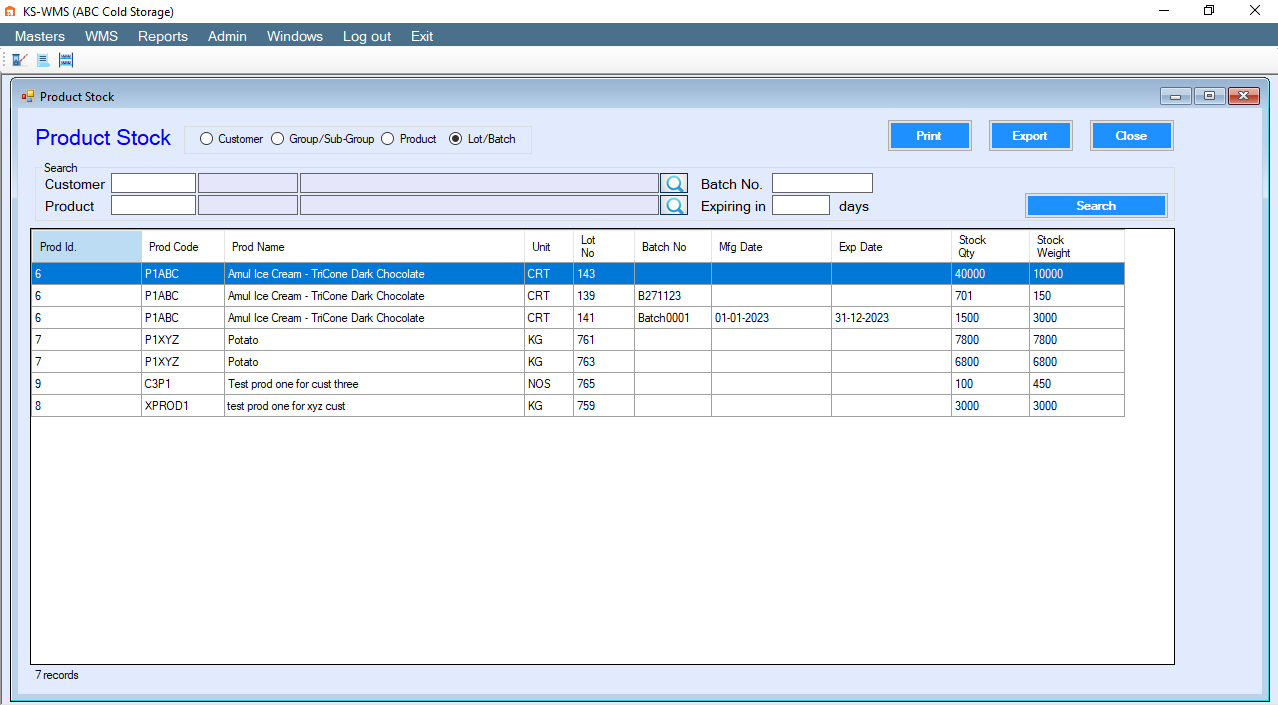 KS-WMS (ABC Cold Storage)
Masters WMS Reports Admin Windows Log out Exit
Product Stock
Product Stock Customer Group/Sub-Group Product Lot/Batch Print Export Close
Search
Customer Batch No.
Product Expiring in days Search
Prod Id. Prod Code Prod Name Unit Lot No Batch No Mfg Date Exp Date Stock Qty Stock Weight
6 P1ABC Amul Ice Cream - TriCone Dark Chocolate CRT 143 40000 10000
6 P1ABC Amul Ice Cream - TriCone Dark Chocolate CRT 139 B271123 701 150
6 P1ABC Amul Ice Cream - TriCone Dark Chocolate CRT 141 Batch0001 01-01-2023 31-12-2023 1500 3000
7 P1XYZ Potato KG 761 7800 7800
7 P1XYZ Potato KG 763 6800 6800
9 C3P1 Test prod one for cust three NOS 765 100 450
8 XPROD1 test prod one for xyz cust KG 759 3000 3000
7 records